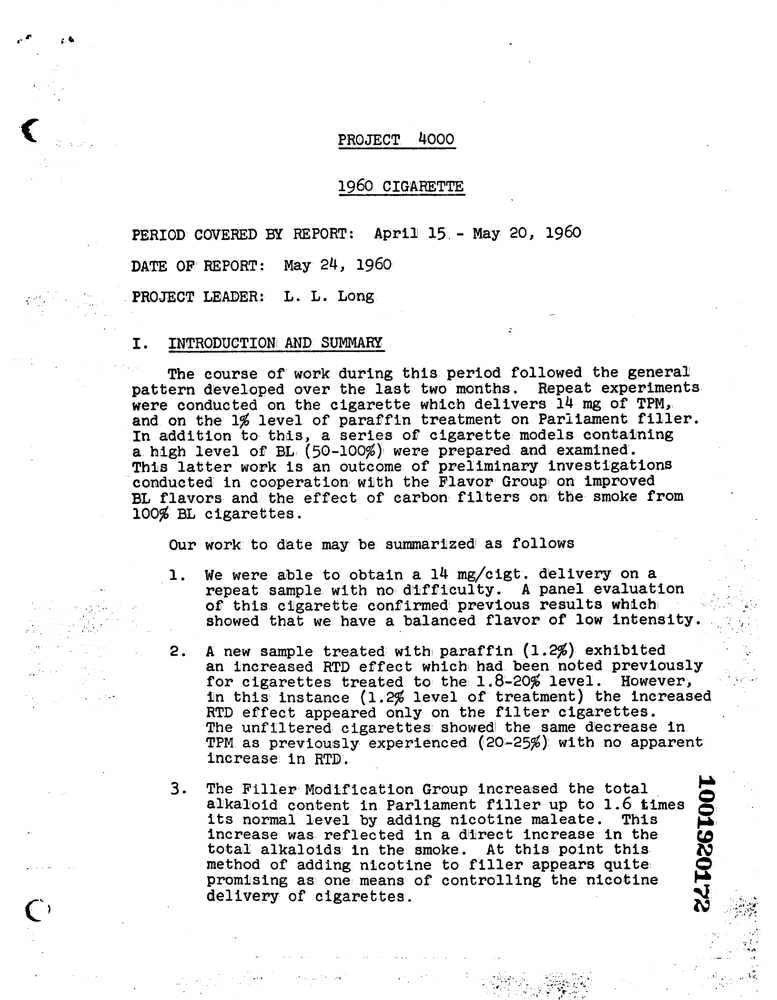 PROJECT 4000
1960 CIGARETTE
PERIOD COVERED BY REPORT: April 15 - May 20, 1960
DATE OF REPORT: May 24, 1960
PROJECT LEADER: L. L. Long
I. INTRODUCTION AND SUMMARY
The course of work during this period followed the general
pattern developed over the last two months. Repeat experiments
were conducted on the cigarette which delivers 14 mg of TPM,
and on the 1% level of paraffin treatment on Parliament filler.
In addition to this, a series of cigarette models containing
a high level of BL (50-100%) were prepared and examined.
This latter work is an outcome of preliminary investigations
conducted in cooperation with the Flavor Group on improved
BL flavors and the effect of carbon filters on the smoke from
100% BL cigarettes.
Our work to date may be summarized as follows
1. We were able to obtain a 14 mg/cigt. delivery on a
repeat sample with no difficulty. A panel evaluation
of this cigarette confirmed previous results which
showed that we have a balanced flavor of low intensity.
2. A new sample treated with paraffin (1.2%) exhibited
an increased RTD effect which had been noted previously
for cigarettes treated to the 1.8-20% level. However,
in this instance (1.2% level of treatment) the increased
RTD effect appeared only on the filter cigarettes.
The unfiltered cigarettes showed the same decrease in
TPM as previously experienced (20-25%) with no apparent
increase in RTD.
3. The Filler Modification Group increased the total
alkaloid content in Parliament filler up to 1.6 times
its normal level by adding nicotine maleate. This
increase was reflected in a direct increase in the
total alkaloids in the smoke. At this point this
method of adding nicotine to filler appears quite
promising as one means of controlling the nicotine
delivery of cigarettes.
1001920172